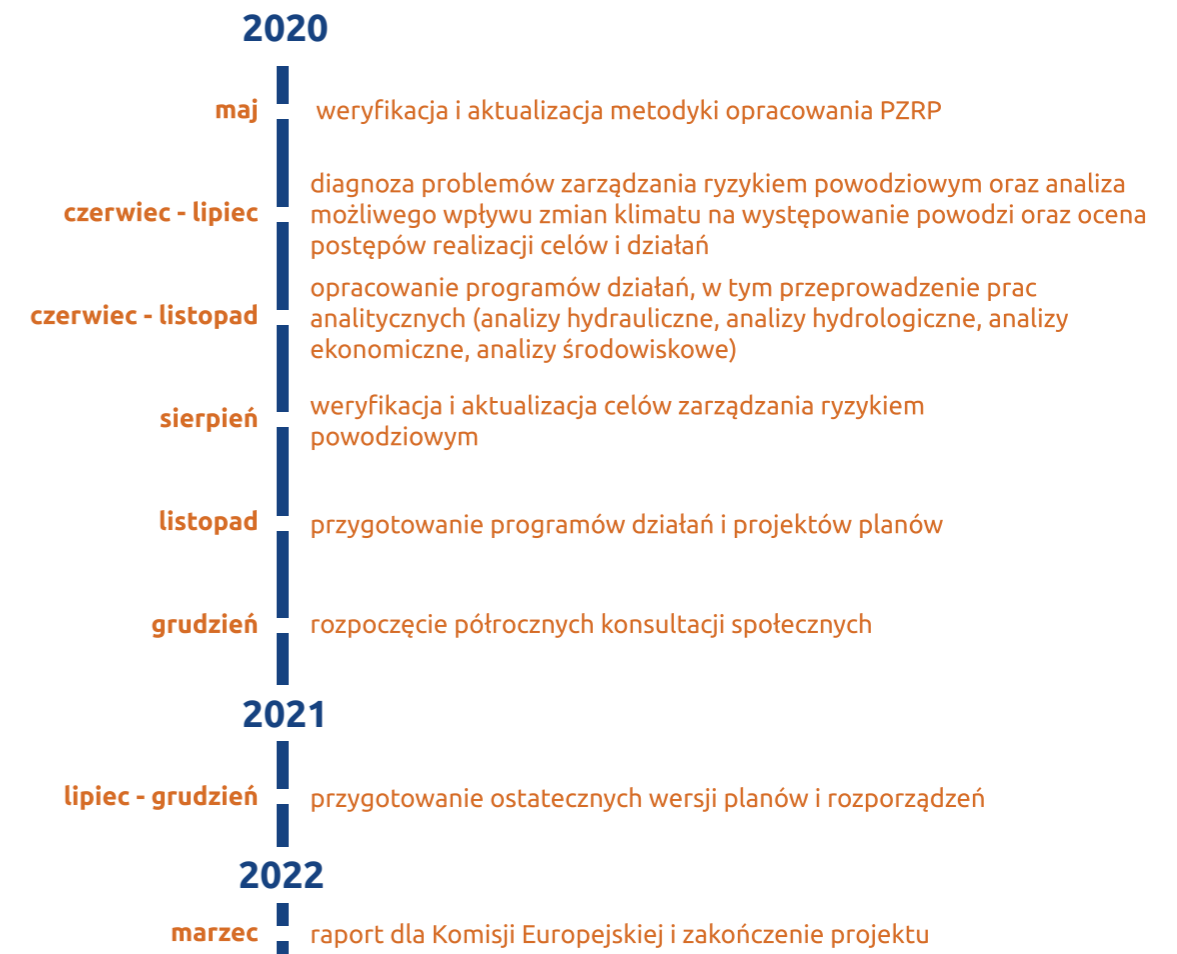 2020
maj
weryfikacja i aktualizacja metodyki opracowania PZRP
czerwiec - lipiec
diagnoza problemów zarządzania ryzykiem powodziowym oraz analiza
możliwego wpływu zmian klimatu na występowanie powodzi oraz ocena
postępów realizacji celów i działań
czerwiec - listopad
opracowanie programów działań, w tym przeprowadzenie prac
analitycznych (analizy hydrauliczne, analizy hydrologiczne, analizy
ekonomiczne, analizy środowiskowe)
sierpień
weryfikacja i aktualizacja celów zarządzania ryzykiem
powodziowym
listopad
przygotowanie programów działań i projektów planów
grudzień
rozpoczęcie półrocznych konsultacji społecznych
2021
lipiec - grudzień
przygotowanie ostatecznych wersji planów i rozporządzeń
2022
marzec
raport dla Komisji Europejskiej i zakończenie projektu